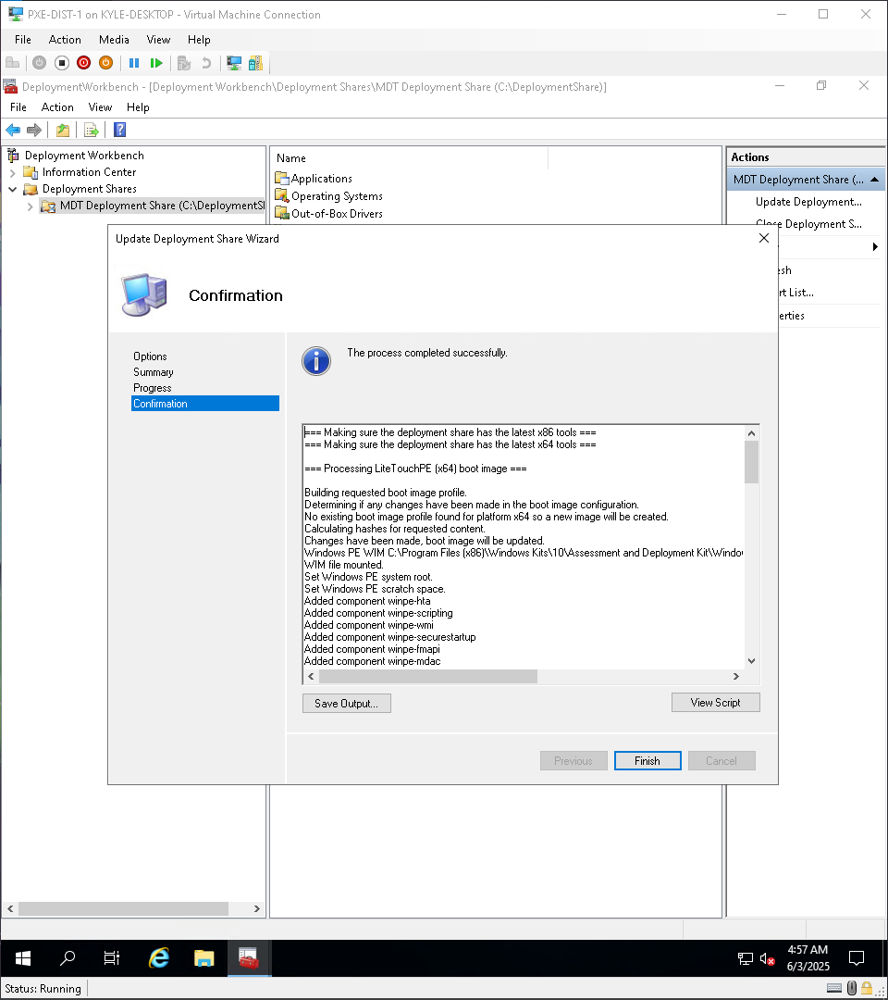 PXE-DIST-1 on KYLE-DESKTOP - Virtual Machine Connection
File Action Media View Help
DeploymentWorkbench - [Deployment Workbench\Deployment Shares\MDT Deployment Share (C:\DeploymentShare)]
File Action View Help
Deployment Workbench
Information Center
Deployment Shares
MDT Deployment Share (C:\DeploymentSl
Name
Applications
Operating Systems
Out-of-Box Drivers
Actions
MDT Deployment Share (...
Update Deployment...
Close Deployment S...
esh
rt List...
erties
Update Deployment Share Wizard
Confirmation
Options
Summary
Progress
Confirmation
The process completed successfully.
=== Making sure the deployment share has the latest x86 tools ===
=== Making sure the deployment share has the latest x64 tools ===
=== Processing LiteTouchPE (x64) boot image ===
Building requested boot image profile.
Determining if any changes have been made in the boot image configuration.
No existing boot image profile found for platform x64 so a new image will be created.
Calculating hashes for requested content.
Changes have been made, boot image will be updated.
Windows PE WIM C:\Program Files (x86)\Windows Kits\10\Assessment and Deployment Kit\Windo
WIM file mounted.
Set Windows PE system root.
Set Windows PE scratch space.
Added component winpe-hta
Added component winpe-scripting
Added component winpe-wmi
Added component winpe-securestartup
Added component winpe-fmapi
Added component winpe-mdac
Save Output...
View Script
Previous
Finish
Cancel
4:57 AM
6/3/2025
Status: Running